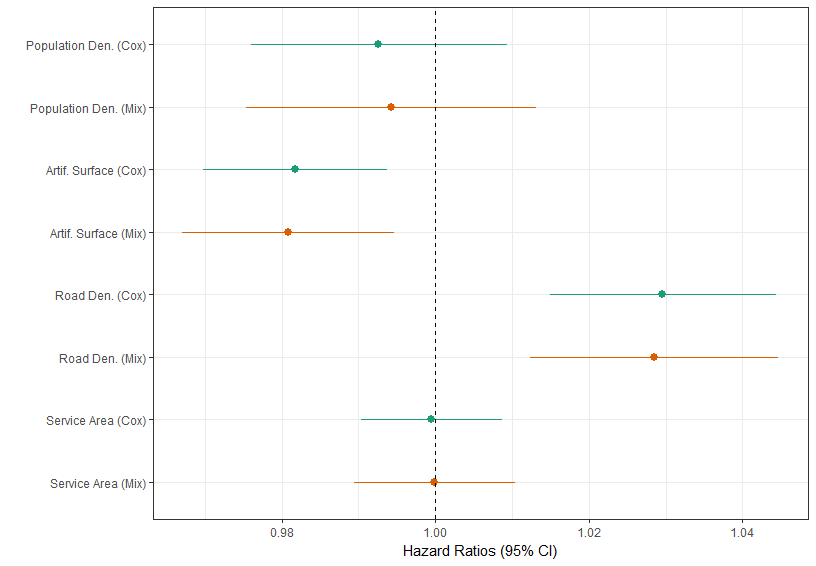 Population Den. (Cox)
Population Den. (Mix)
Artif. Surface (Cox)
Artif. Surface (Mix)
Road Den. (Cox)
Road Den. (Mix)
Service Area (Cox)
Service Area (Mix)
0.98 1.00 1.02 1.04
Hazard Ratios (95% CI)